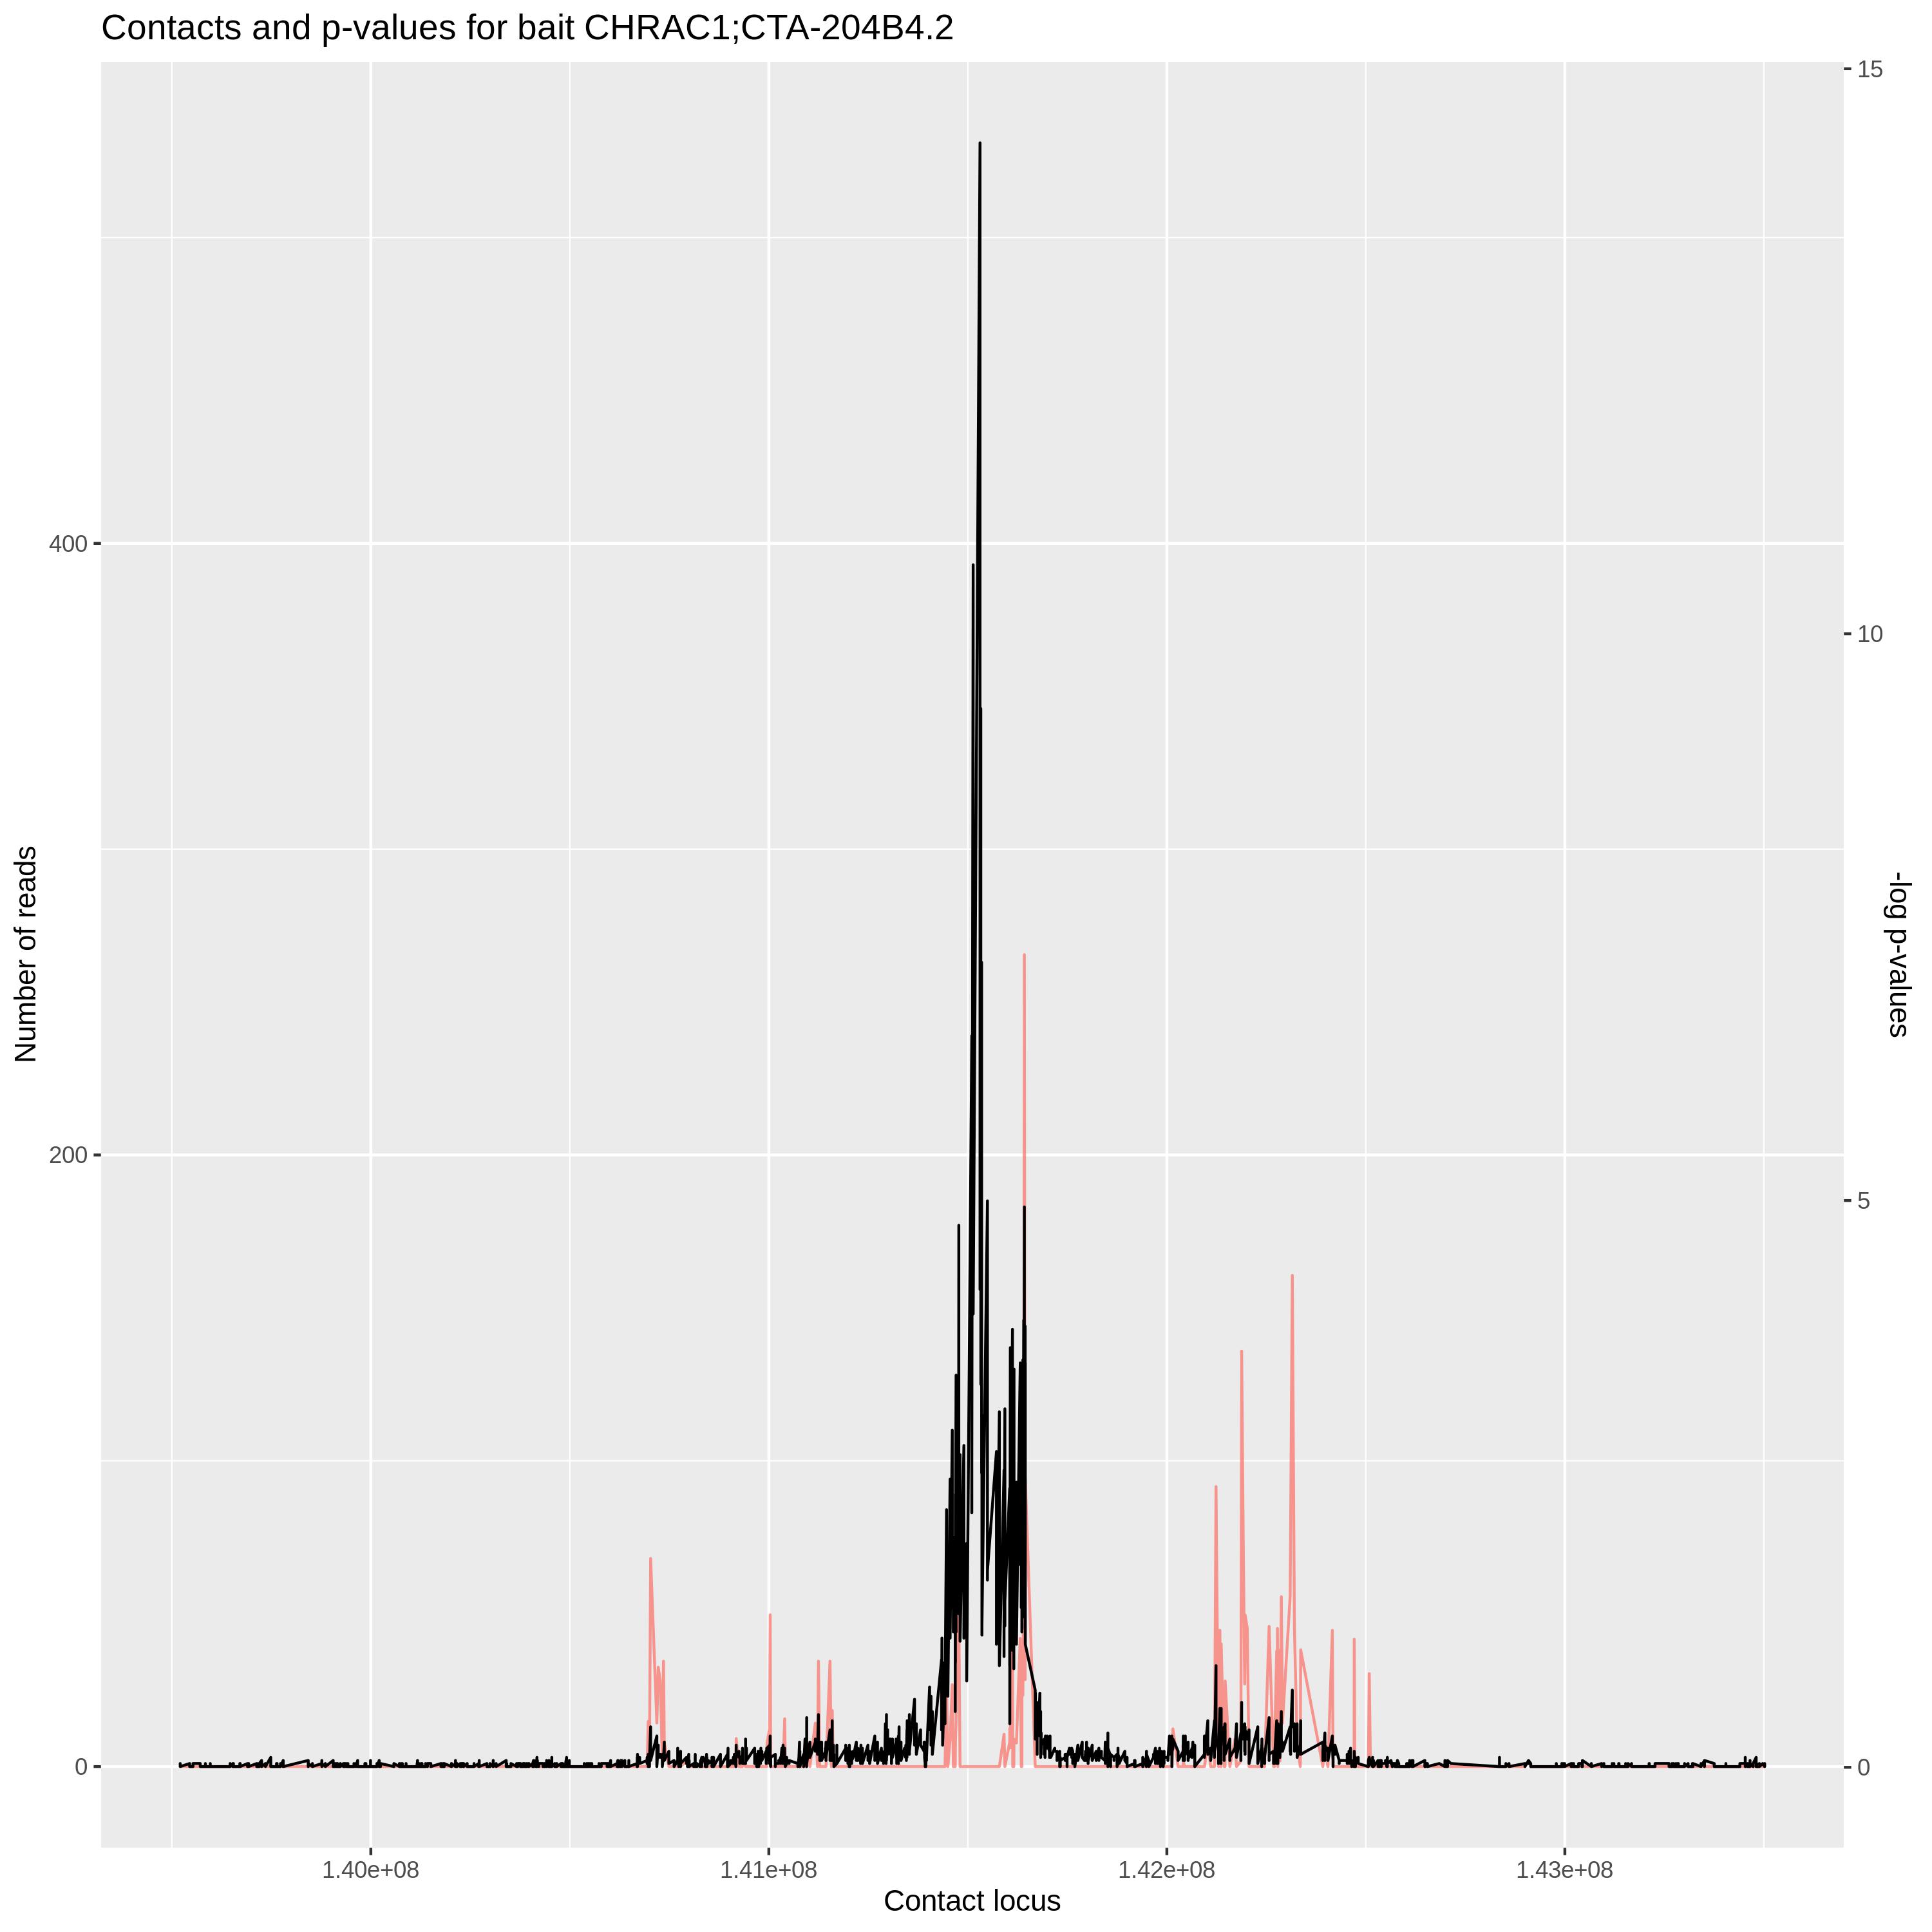 Contacts and p-values for bait CHRAC1;CTA-204B4.2
15
400
10
Number of reads
-log p-values
200
5
0
0
1.40e+08
1.41e+08
1.42e+08
1.43e+08
Contact locus